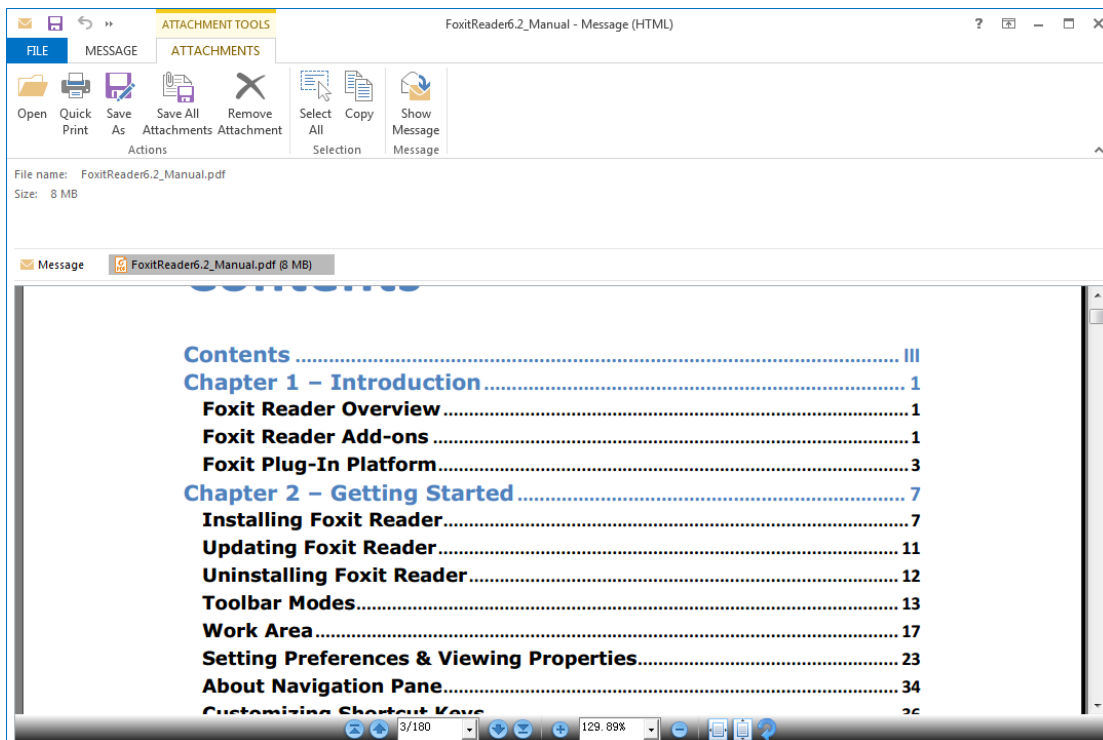 ATTACHMENT TOOLS
FoxitReader6.2_Manual - Message (HTML)
?
FILE MESSAGE ATTACHMENTS
Open Quick Print Save As Save All Attachments Remove Attachment Select All Copy Show Message
Actions Selection Message
File name: FoxitReader6.2_Manual.pdf
Size: 8 MB
Message FoxitReader6.2_Manual.pdf (8 MB)
Contents
Contents ........ III
Chapter 1 – Introduction ........ 1
Foxit Reader Overview ........ 1
Foxit Reader Add-ons ........ 1
Foxit Plug-In Platform ........ 3
Chapter 2 – Getting Started ........ 7
Installing Foxit Reader ........ 7
Updating Foxit Reader ........ 11
Uninstalling Foxit Reader ........ 12
Toolbar Modes ........ 13
Work Area ........ 17
Setting Preferences & Viewing Properties ........ 23
About Navigation Pane ........ 34
Customizing Shortcut Keys ........ 36
3/180 129.89%